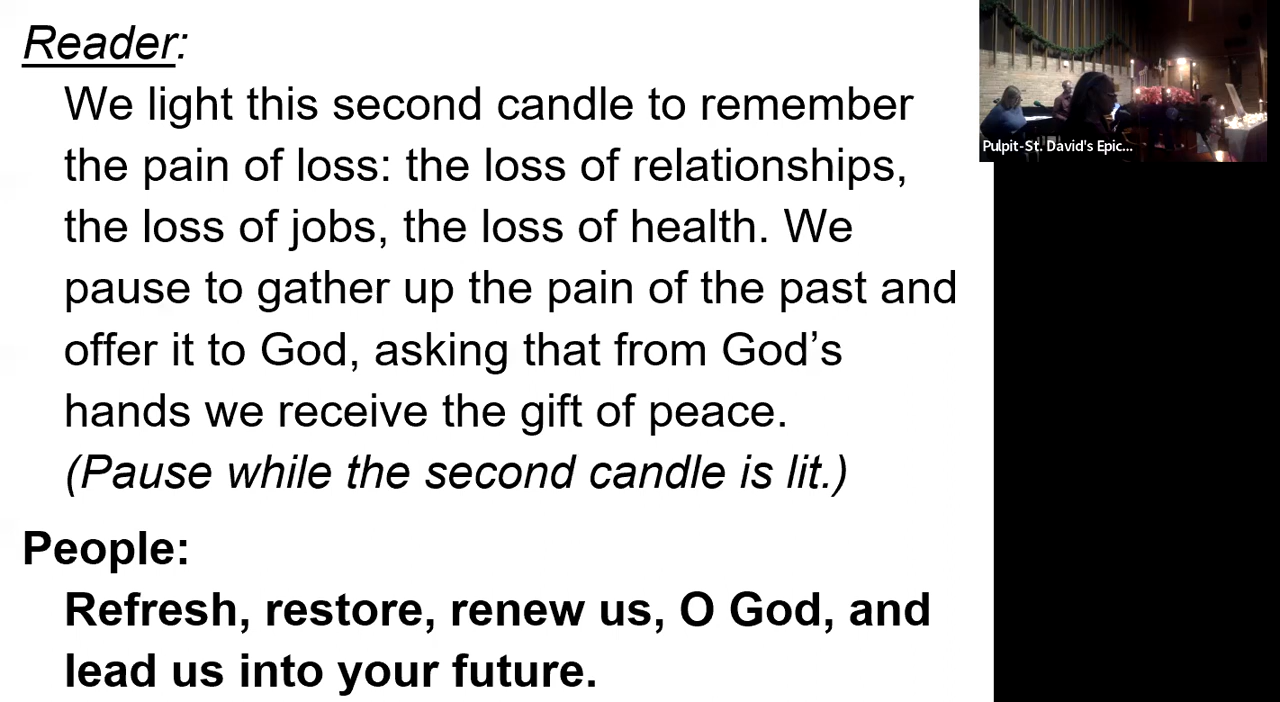 Reader:
We light this second candle to remember
the pain of loss: the loss of relationships,
the loss of jobs, the loss of health. We
pause to gather up the pain of the past and
offer it to God, asking that from God’s
hands we receive the gift of peace.
(Pause while the second candle is lit.)
People:
Refresh, restore, renew us, O God, and
lead us into your future.
Pulpit-St. David's Epic...